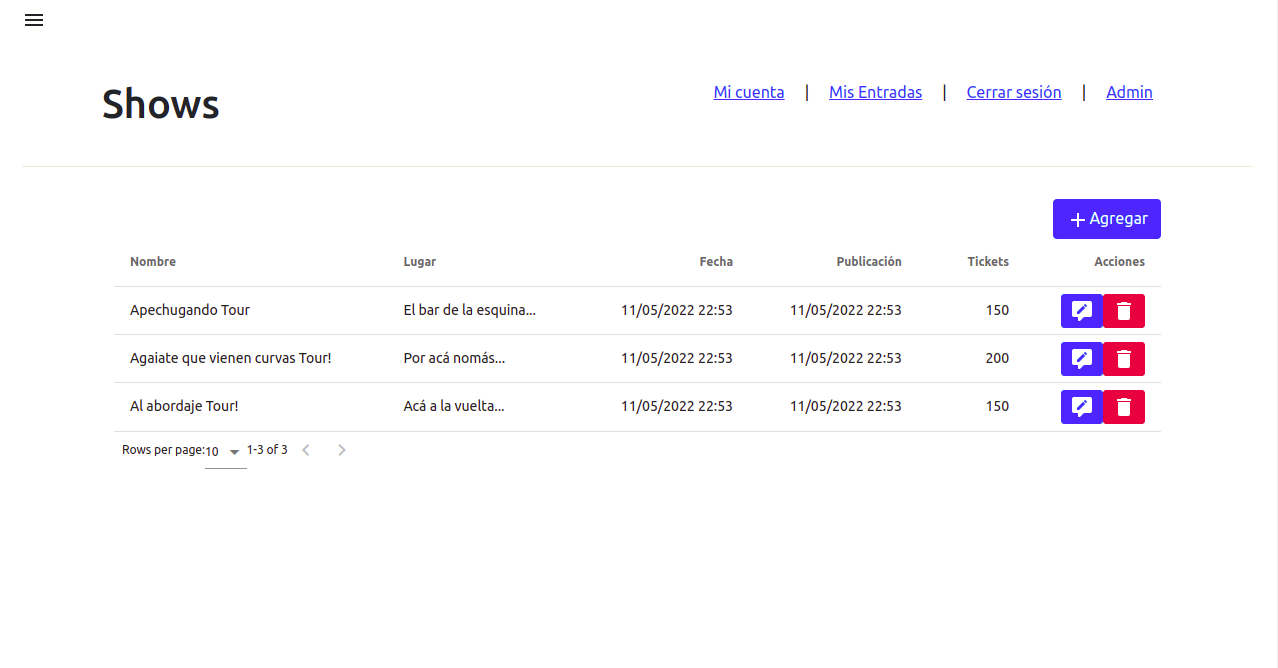 Shows
Mi cuenta | Mis Entradas | Cerrar sesión | Admin
Agregar
Nombre Lugar Fecha Publicación Tickets Acciones
Apechugando Tour El bar de la esquina... 11/05/2022 22:53 11/05/2022 22:53 150
Agaiate que vienen curvas Tour! Por acá nomás... 11/05/2022 22:53 11/05/2022 22:53 200
Al abordaje Tour! Acá a la vuelta... 11/05/2022 22:53 11/05/2022 22:53 150
Rows per page: 10 1-3 of 3